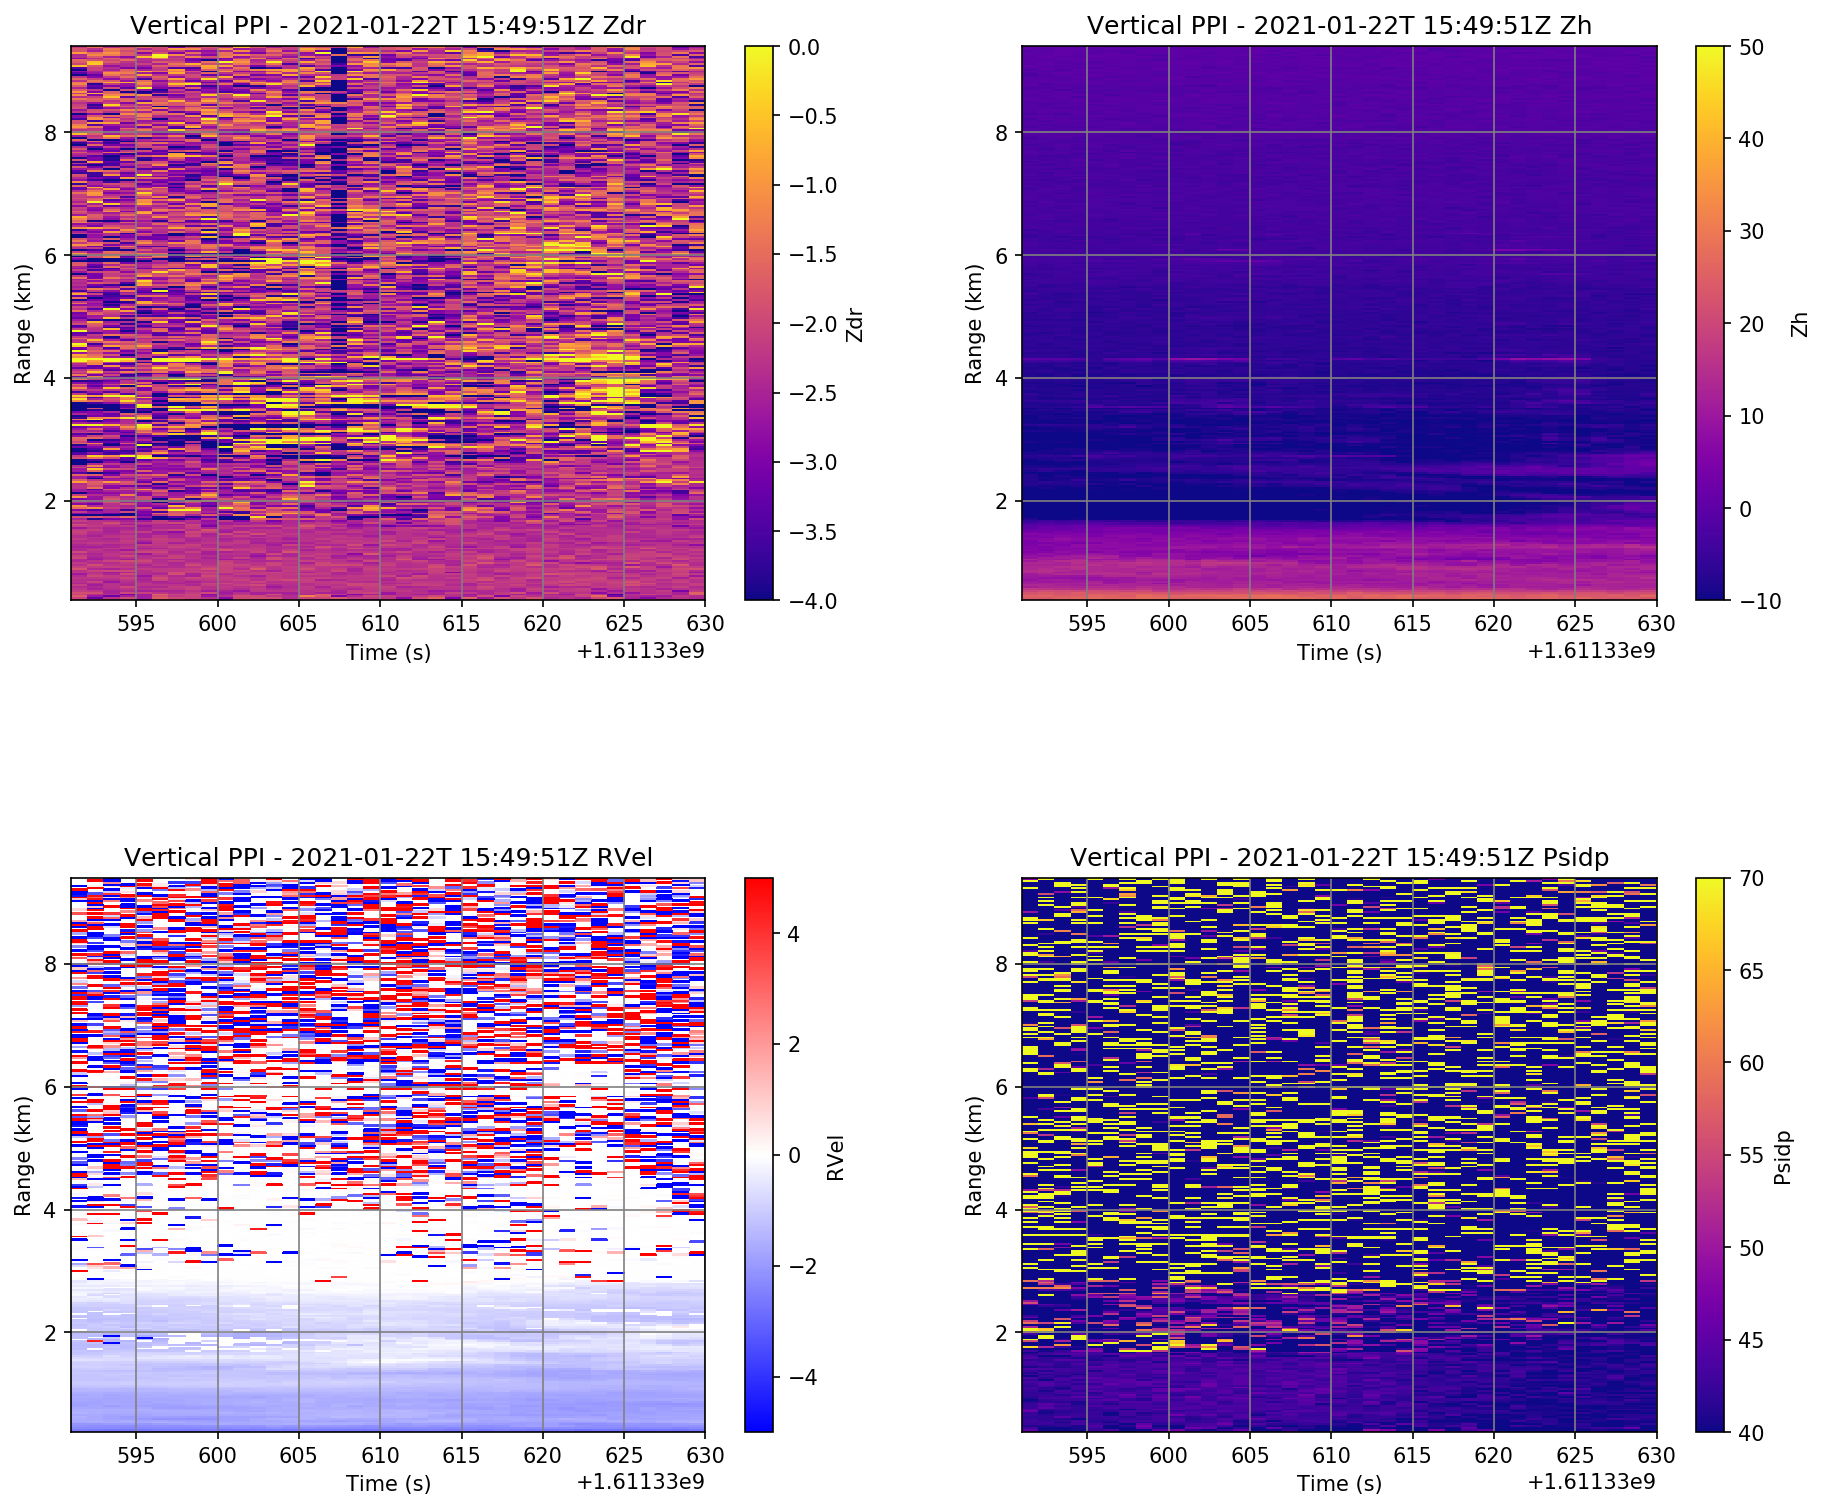 Vertical PPI - 2021-01-22T 15:49:51Z Zdr
Range (km)
8
6
4
2
595 600 605 610 615 620 625 630
Time (s)
+1.61133e9
0.0
−0.5
−1.0
−1.5
−2.0
−2.5
−3.0
−3.5
−4.0
Zdr
Vertical PPI - 2021-01-22T 15:49:51Z Zh
Range (km)
8
6
4
2
595 600 605 610 615 620 625 630
Time (s)
+1.61133e9
50
40
30
20
10
0
−10
Zh
Vertical PPI - 2021-01-22T 15:49:51Z RVel
Range (km)
8
6
4
2
595 600 605 610 615 620 625 630
Time (s)
+1.61133e9
4
2
0
−2
−4
RVel
Vertical PPI - 2021-01-22T 15:49:51Z Psidp
Range (km)
8
6
4
2
595 600 605 610 615 620 625 630
Time (s)
+1.61133e9
70
65
60
55
50
45
40
Psidp